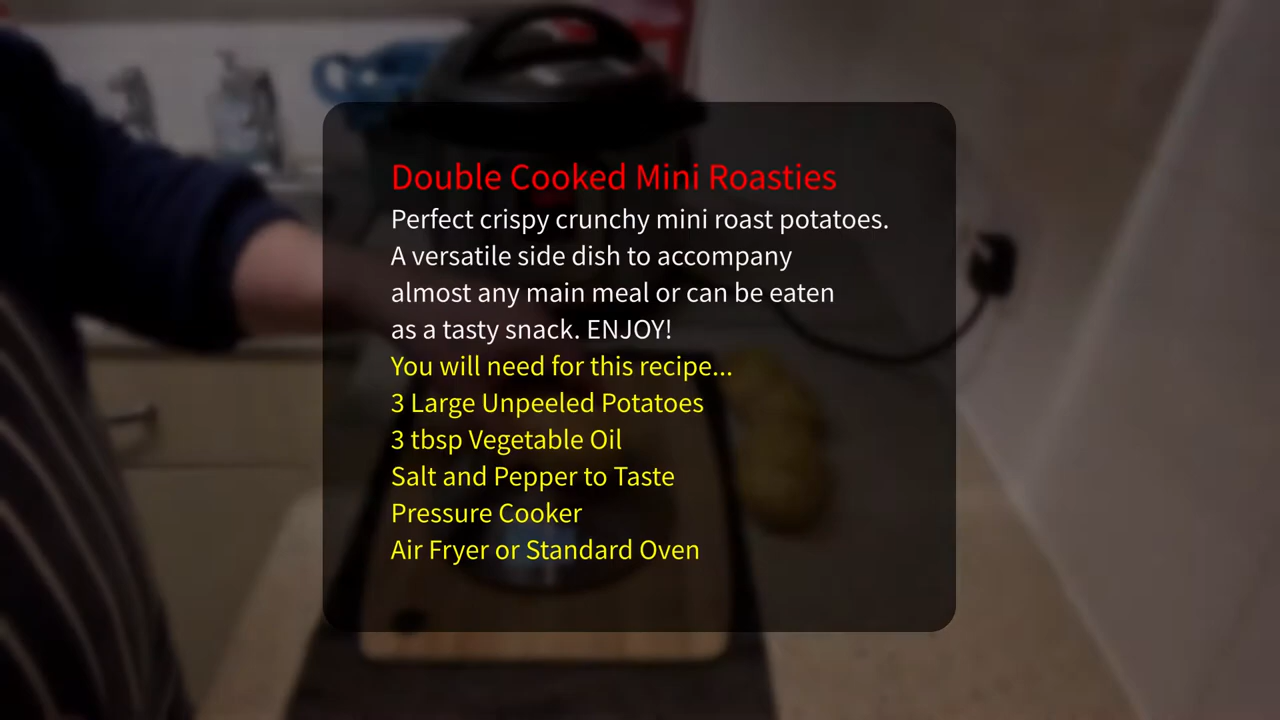 Double Cooked Mini Roasties
Perfect crispy crunchy mini roast potatoes.
A versatile side dish to accompany
almost any main meal or can be eaten
as a tasty snack. ENJOY!
You will need for this recipe...
3 Large Unpeeled Potatoes
3 tbsp Vegetable Oil
Salt and Pepper to Taste
Pressure Cooker
Air Fryer or Standard Oven